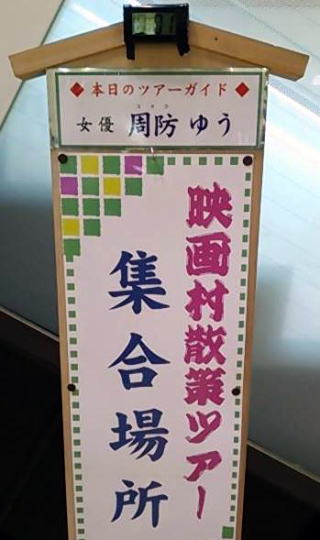 ◆本日のツアーガイド◆
女優 周防 ゆう
映画村散策ツアー
集合場所